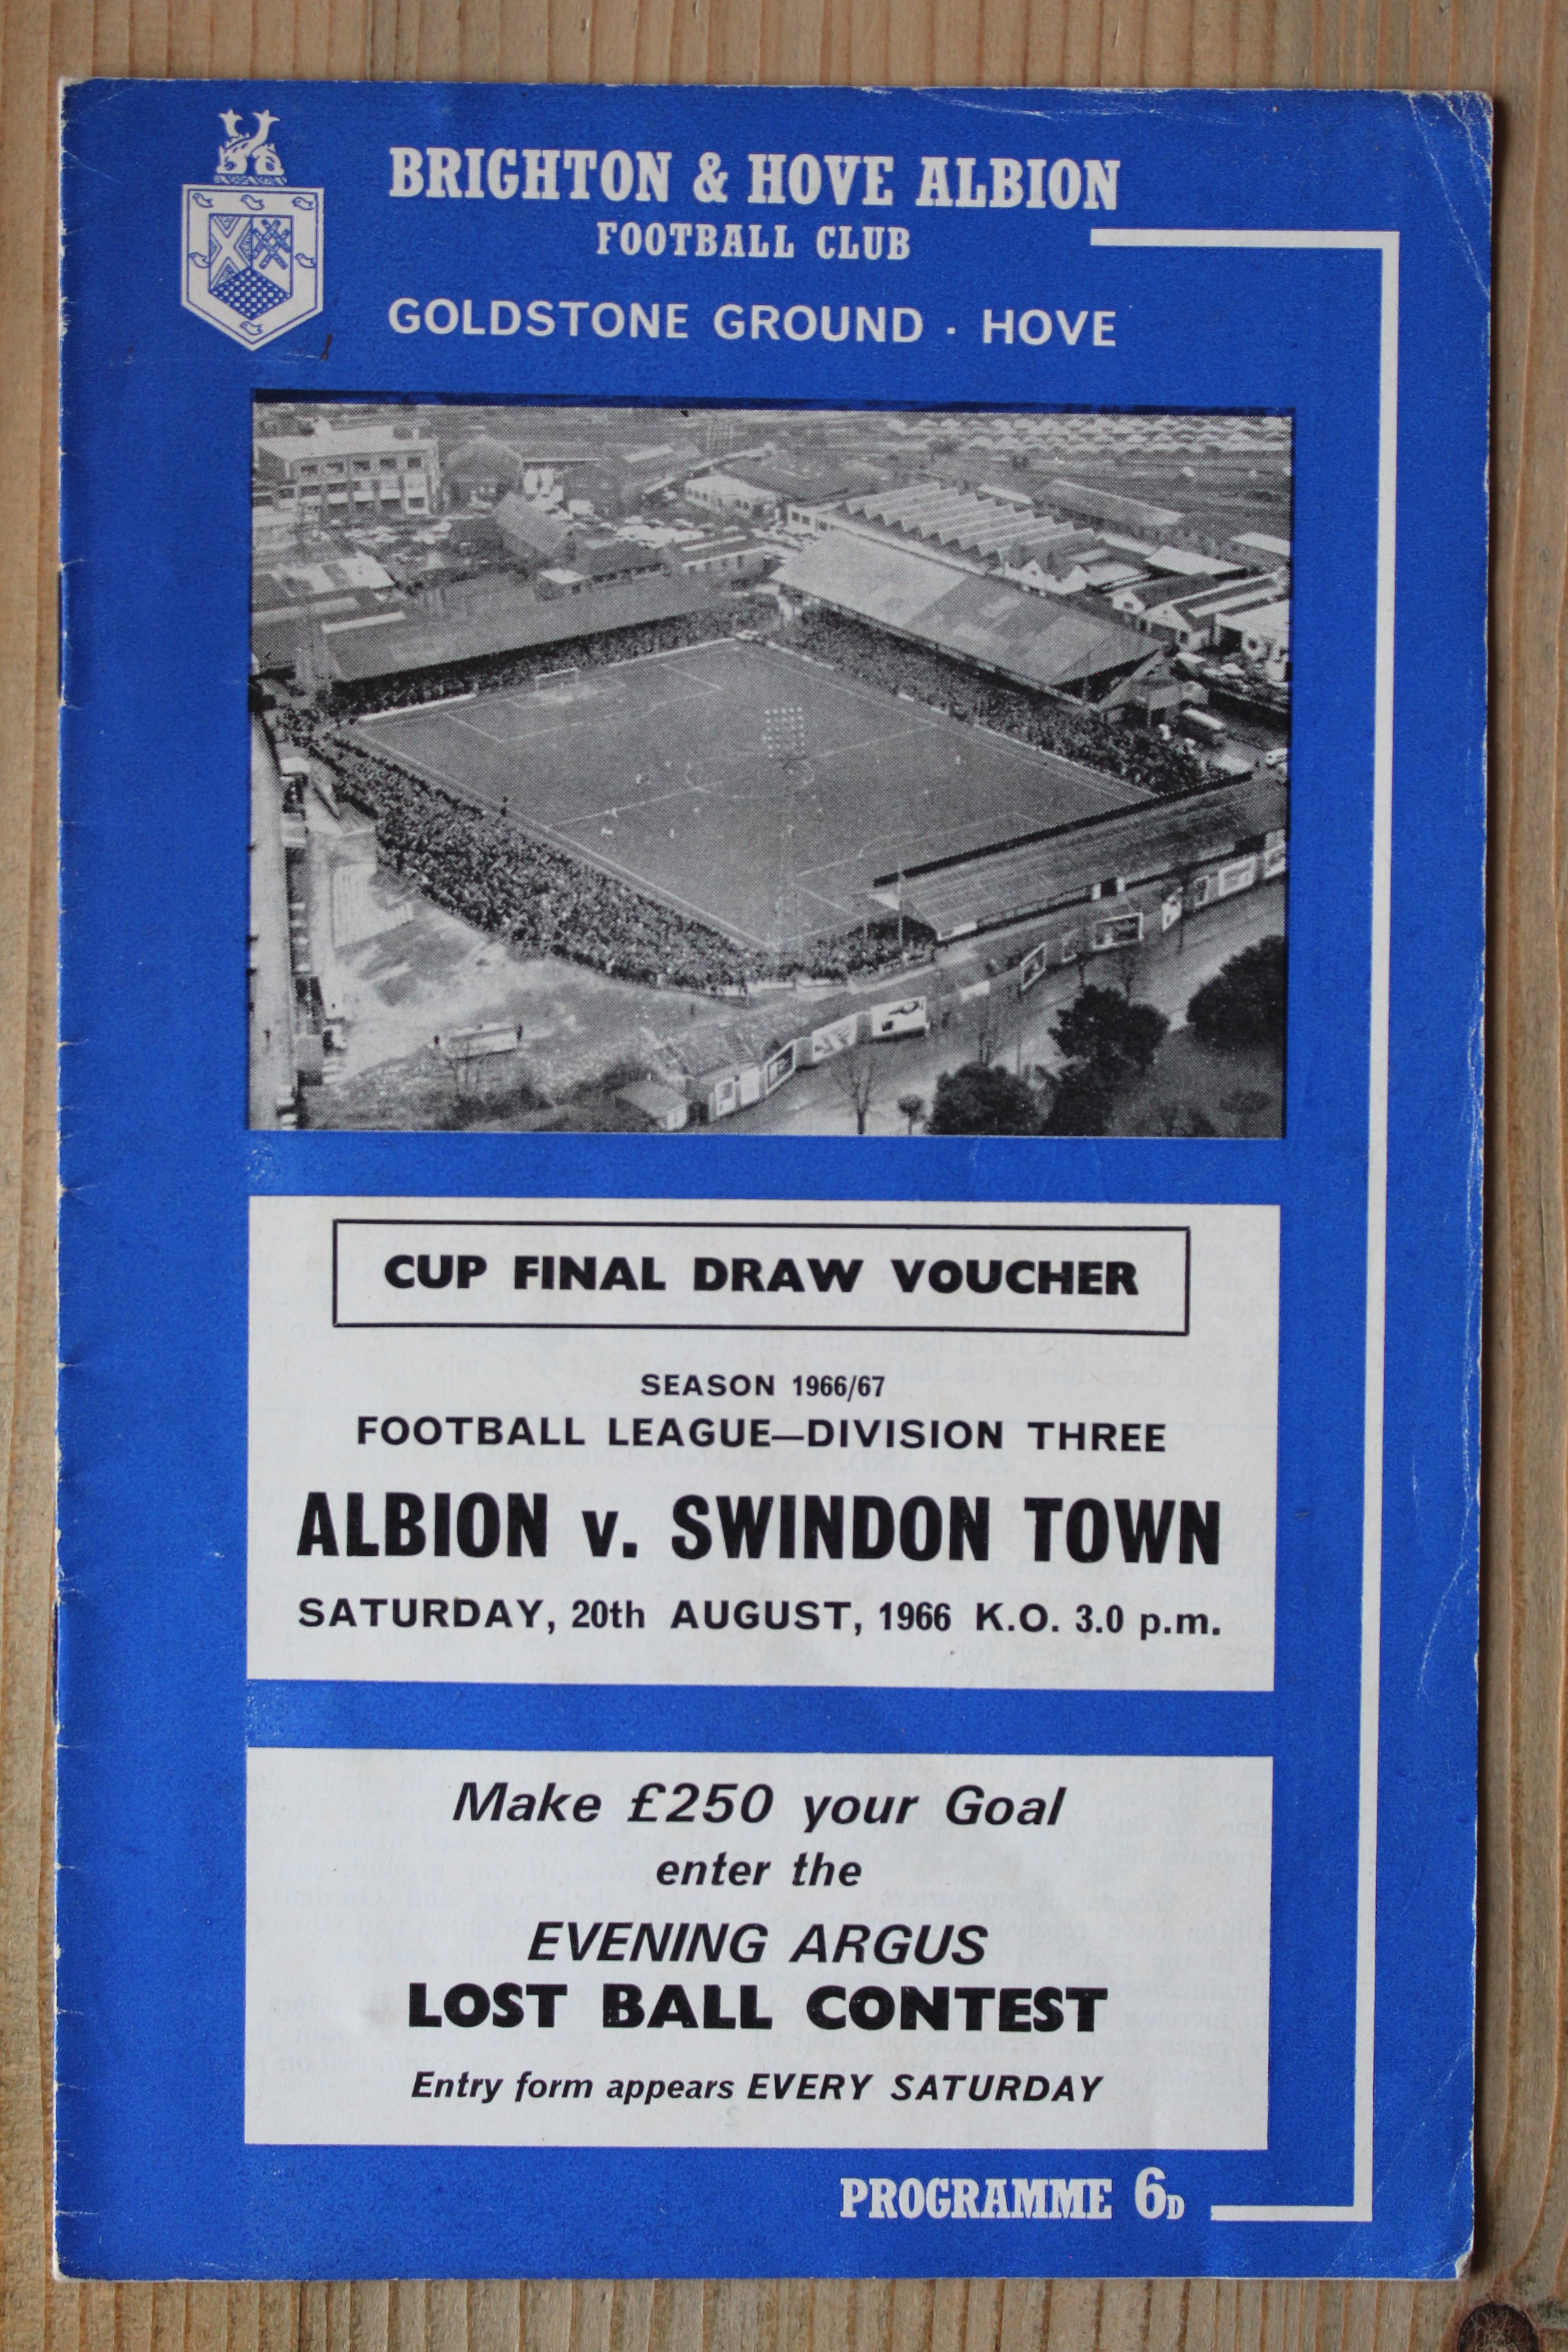 BRIGHTON & HOVE ALBION
FOOTBALL CLUB
GOLDSTONE GROUND · HOVE
CUP FINAL DRAW VOUCHER
SEASON 1966/67
FOOTBALL LEAGUE—DIVISION THREE
ALBION v. SWINDON TOWN
SATURDAY, 20th AUGUST, 1966 K.O. 3.0 p.m.
Make £250 your Goal
enter the
EVENING ARGUS
LOST BALL CONTEST
Entry form appears EVERY SATURDAY
PROGRAMME 6D